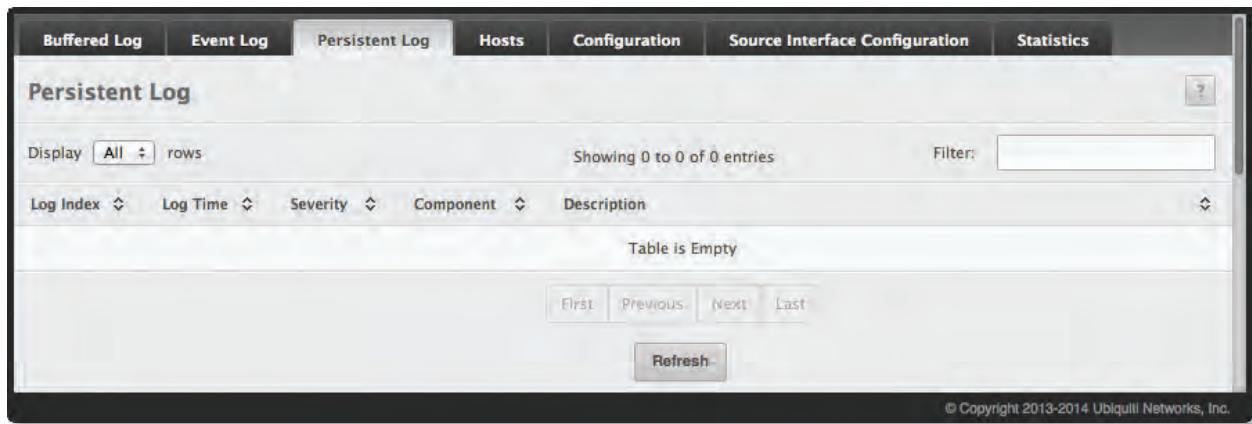 Buffered Log Event Log Persistent Log Hosts Configuration Source Interface Configuration Statistics
Persistent Log ?
Display All rows Showing 0 to 0 of 0 entries Filter:
Log Index Log Time Severity Component Description
Table is Empty
First Previous Next Last
Refresh
© Copyright 2013-2014 Ubiquiti Networks, Inc.